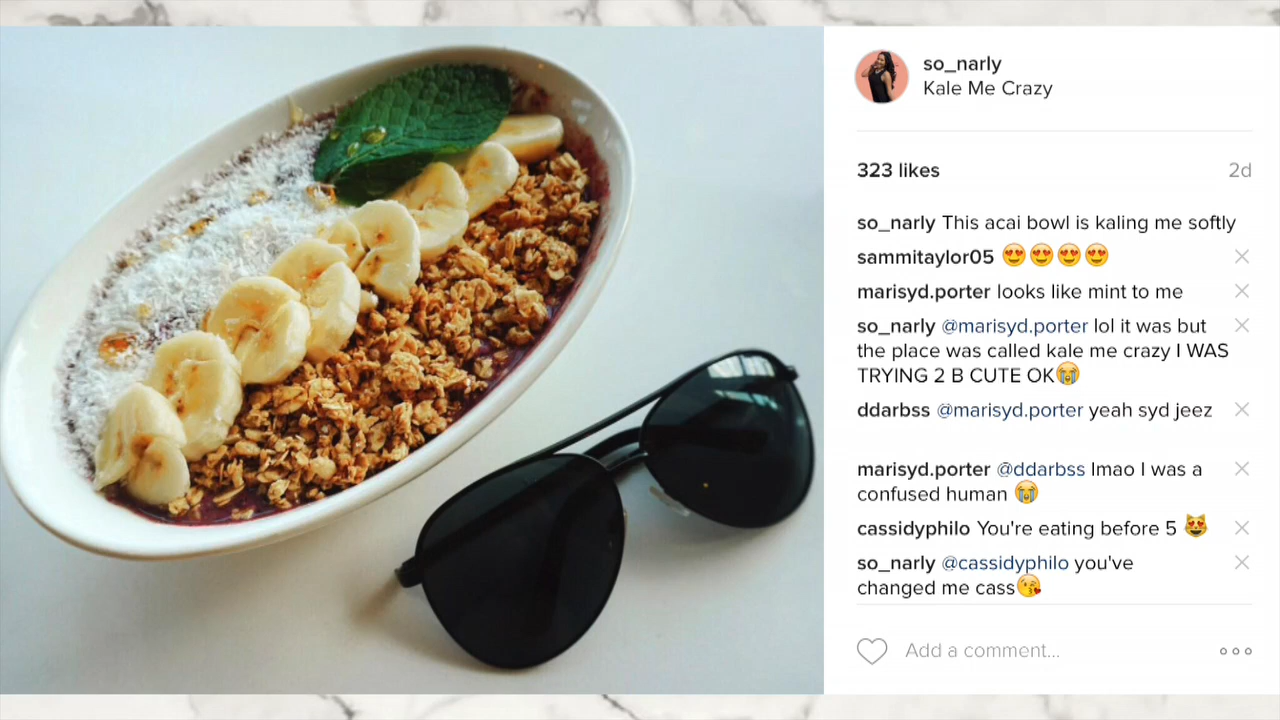 so_narly
Kale Me Crazy
323 likes 2d
so_narly This acai bowl is kaling me softly
sammitaylor05 😍😍😍😍
marisyd.porter looks like mint to me
so_narly @marisyd.porter lol it was but
the place was called kale me crazy I WAS
TRYING 2 B CUTE OK😭
ddarbss @marisyd.porter yeah syd jeez
marisyd.porter @ddarbss lmao I was a
confused human 😭
cassidyphilo You're eating before 5 😻
so_narly @cassidyphilo you've
changed me cass😘
Add a comment...